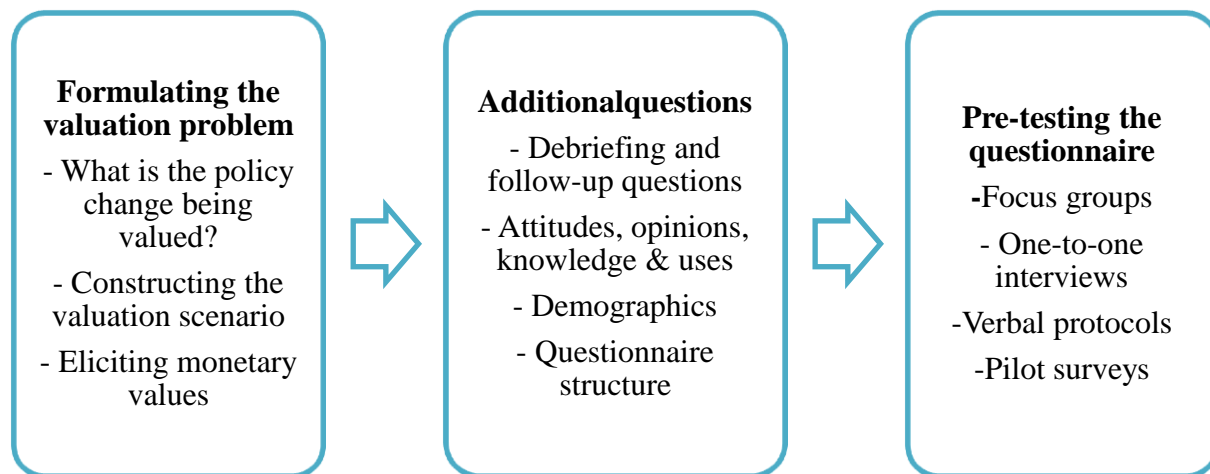 Formulating the
valuation problem
- What is the policy
change being
valued?
- Constructing the
valuation scenario
- Eliciting monetary
values
Additionalquestions
- Debriefing and
follow-up questions
- Attitudes, opinions,
knowledge & uses
- Demographics
- Questionnaire
structure
Pre-testing the
questionnaire
-Focus groups
- One-to-one
interviews
-Verbal protocols
-Pilot surveys